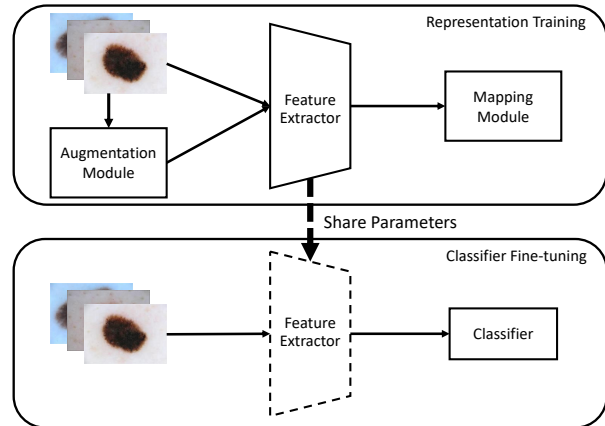 Representation Training
Feature
Extractor
Mapping
Module
Augmentation
Module
Share Parameters
Classifier Fine-tuning
Feature
Extractor
Classifier